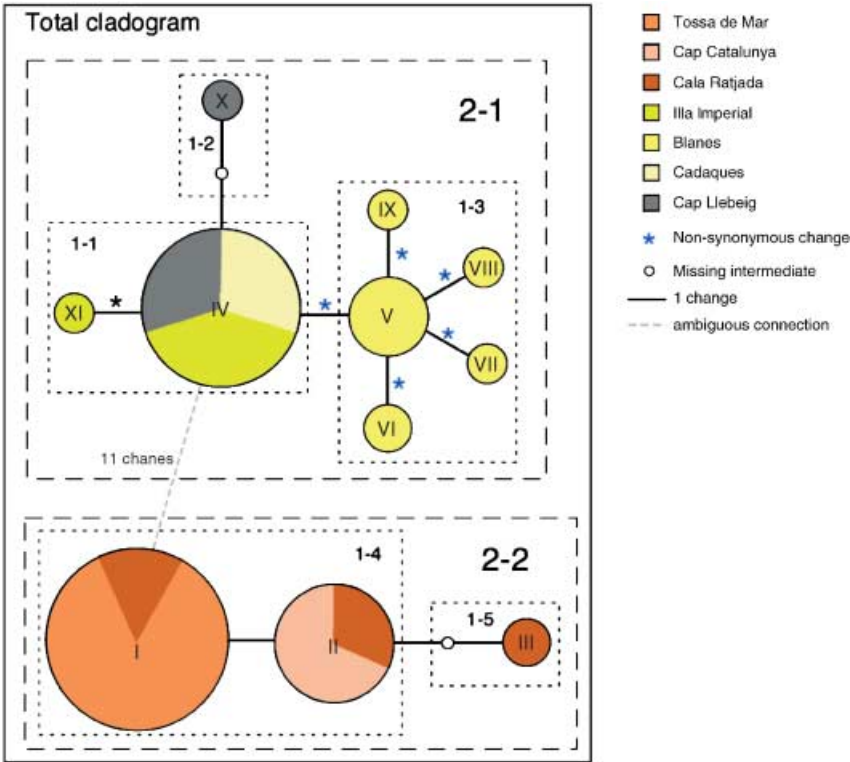 Total cladogram
2-1
X
1-2
1-1
1-3
IX
VIII
XI
*
IV
*
V
*
*
*
*
VII
VI
11 chanes
2-2
1-4
I
II
1-5
III
Tossa de Mar
Cap Catalunya
Cala Ratjada
Illa Imperial
Blanes
Cadaques
Cap Llebeig
* Non-synonymous change
Missing intermediate
1 change
ambiguous connection